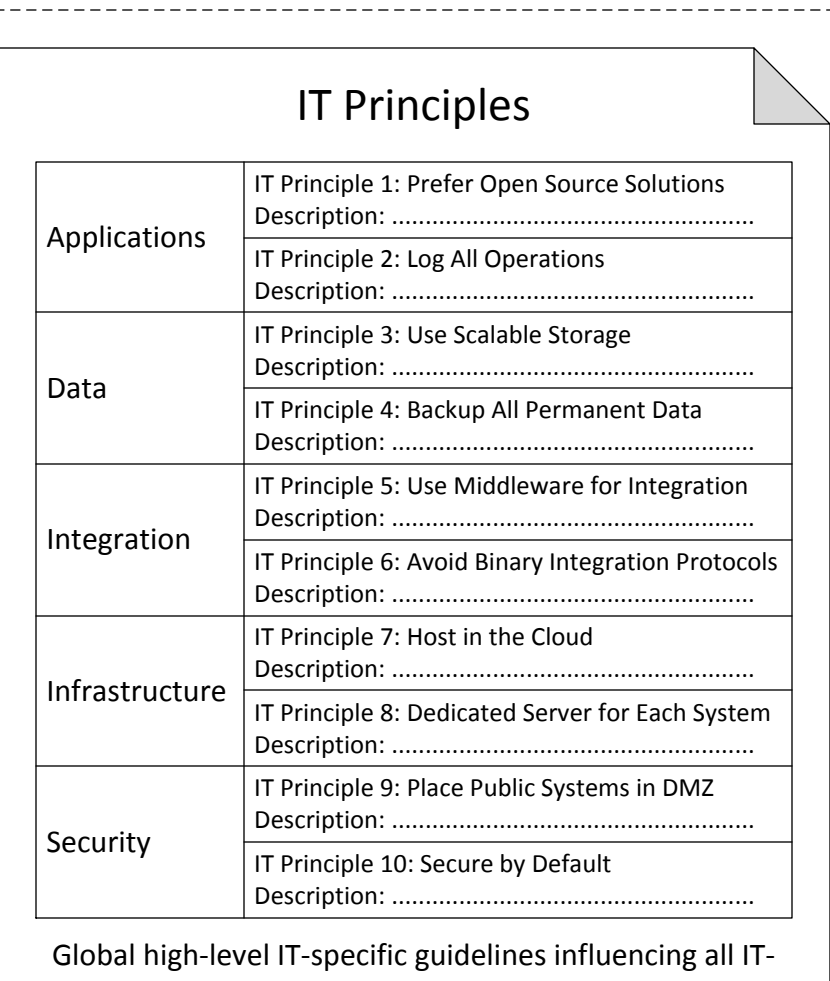 IT Principles
Applications
IT Principle 1: Prefer Open Source Solutions
Description: ......................................................
IT Principle 2: Log All Operations
Description: ......................................................
Data
IT Principle 3: Use Scalable Storage
Description: ......................................................
IT Principle 4: Backup All Permanent Data
Description: ......................................................
Integration
IT Principle 5: Use Middleware for Integration
Description: ......................................................
IT Principle 6: Avoid Binary Integration Protocols
Description: ......................................................
Infrastructure
IT Principle 7: Host in the Cloud
Description: ......................................................
IT Principle 8: Dedicated Server for Each System
Description: ......................................................
Security
IT Principle 9: Place Public Systems in DMZ
Description: ......................................................
IT Principle 10: Secure by Default
Description: ......................................................
Global high-level IT-specific guidelines influencing all IT-